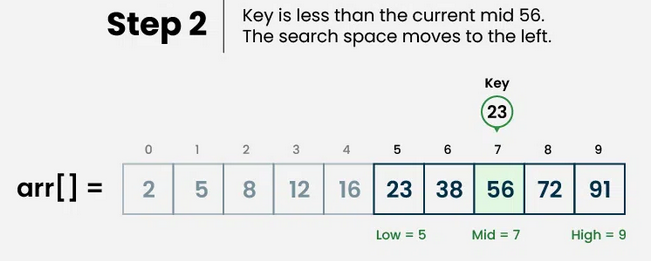 Step 2
Key is less than the current mid 56.
The search space moves to the left.
Key
23
0 1 2 3 4 5 6 7 8 9
arr[] = 2 5 8 12 16 23 38 56 72 91
Low = 5 Mid = 7 High = 9